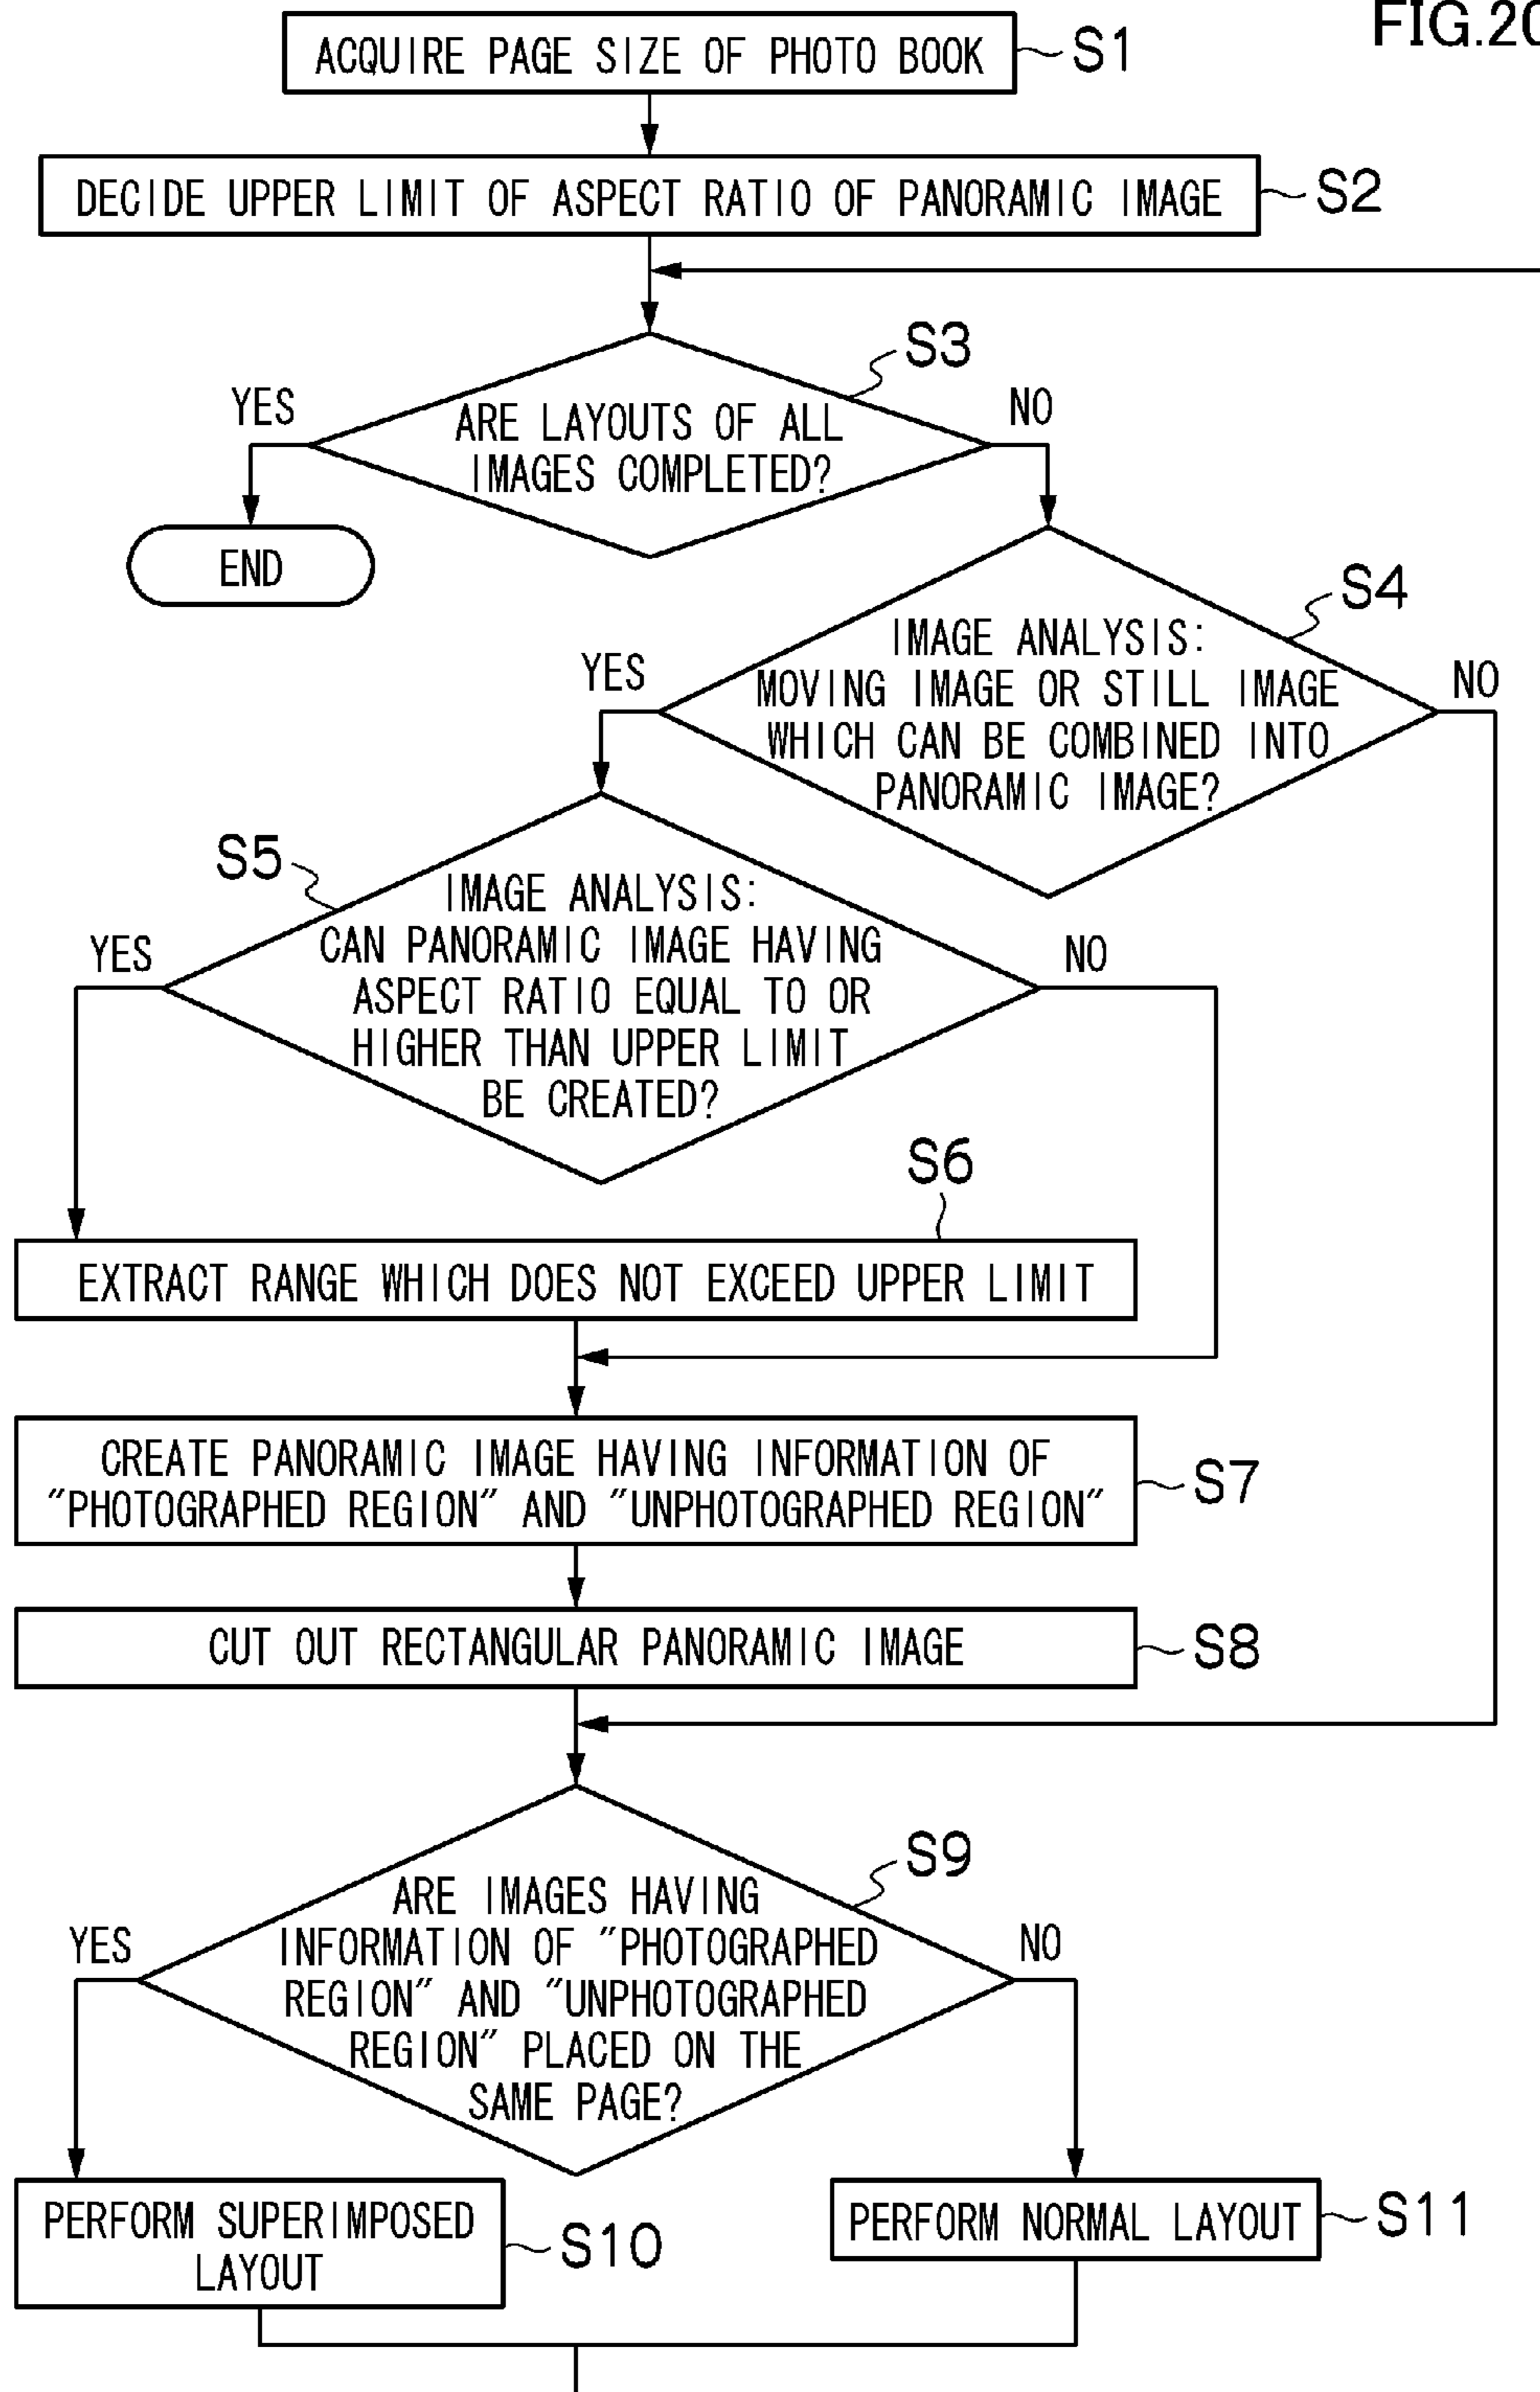 FIG.20
ACQUIRE PAGE SIZE OF PHOTO BOOK
S1
DECIDE UPPER LIMIT OF ASPECT RATIO OF PANORAMIC IMAGE
S2
S3
YES
NO
ARE LAYOUTS OF ALL
IMAGES COMPLETED?
END
S4
IMAGE ANALYSIS:
YES
MOVING IMAGE OR STILL IMAGE
NO
WHICH CAN BE COMBINED INTO
PANORAMIC IMAGE?
S5
IMAGE ANALYSIS:
YES
CAN PANORAMIC IMAGE HAVING
NO
ASPECT RATIO EQUAL TO OR
HIGHER THAN UPPER LIMIT
BE CREATED?
S6
EXTRACT RANGE WHICH DOES NOT EXCEED UPPER LIMIT
CREATE PANORAMIC IMAGE HAVING INFORMATION OF
"PHOTOGRAPHED REGION" AND "UNPHOTOGRAPHED REGION"
S7
CUT OUT RECTANGULAR PANORAMIC IMAGE
S8
S9
ARE IMAGES HAVING
YES
INFORMATION OF "PHOTOGRAPHED
NO
REGION" AND "UNPHOTOGRAPHED
REGION" PLACED ON THE
SAME PAGE?
PERFORM SUPERIMPOSED
LAYOUT
S10
PERFORM NORMAL LAYOUT
S11